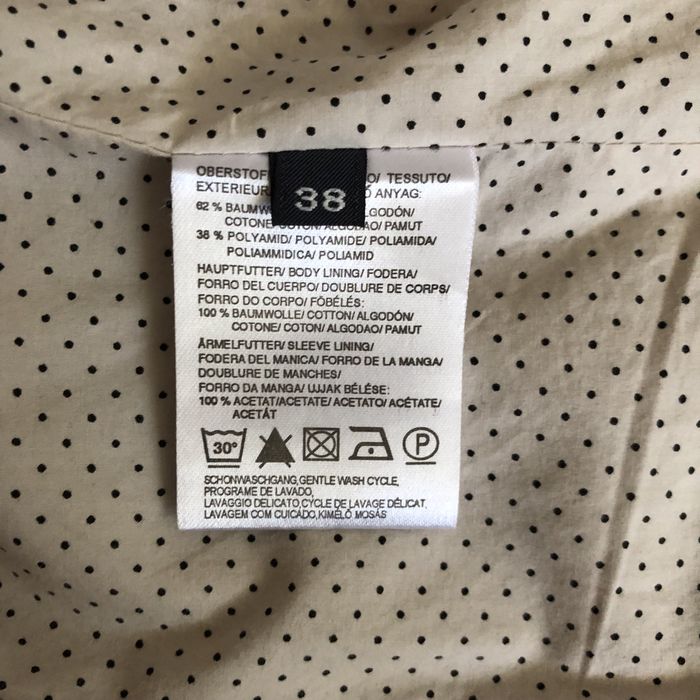 38
OBERSTOFF TESSUTO/
EXTERIEUR ANYAG:
62 % BAUMW ALGODÓN/
COTONE/ COTON/ ALGODAO/ PAMUT
38 % POLYAMID/ POLYAMIDE/ POLIAMIDA/
POLIAMMIDICA/ POLIAMID
HAUPTFUTTER/ BODY LINING/ FODERA/
FORRO DEL CUERPO/ DOUBLURE DE CORPS/
FORRO DO CORPO/ FŐBÉLÉS:
100 % BAUMWOLLE/ COTTON/ ALGODÓN/
COTONE/ COTON/ ALGODAO/ PAMUT
ÄRMELFUTTER/ SLEEVE LINING/
FODERA DEL MANICA/ FORRO DE LA MANGA/
DOUBLURE DE MANCHES/
FORRO DA MANGA/ UJJAK BÉLÉSE:
100 % ACETAT/ACETATE/ ACETATO/ ACÉTATE/
ACETÁT
30° P
SCHONWASCHGANG,GENTLE WASH CYCLE,
PROGRAME DE LAVADO,
LAVAGGIO DELICATO,CYCLE DE LAVAGE DÉLICAT,
LAVAGEM COM CUIDADO,KIMÉLŐ MOSÁS